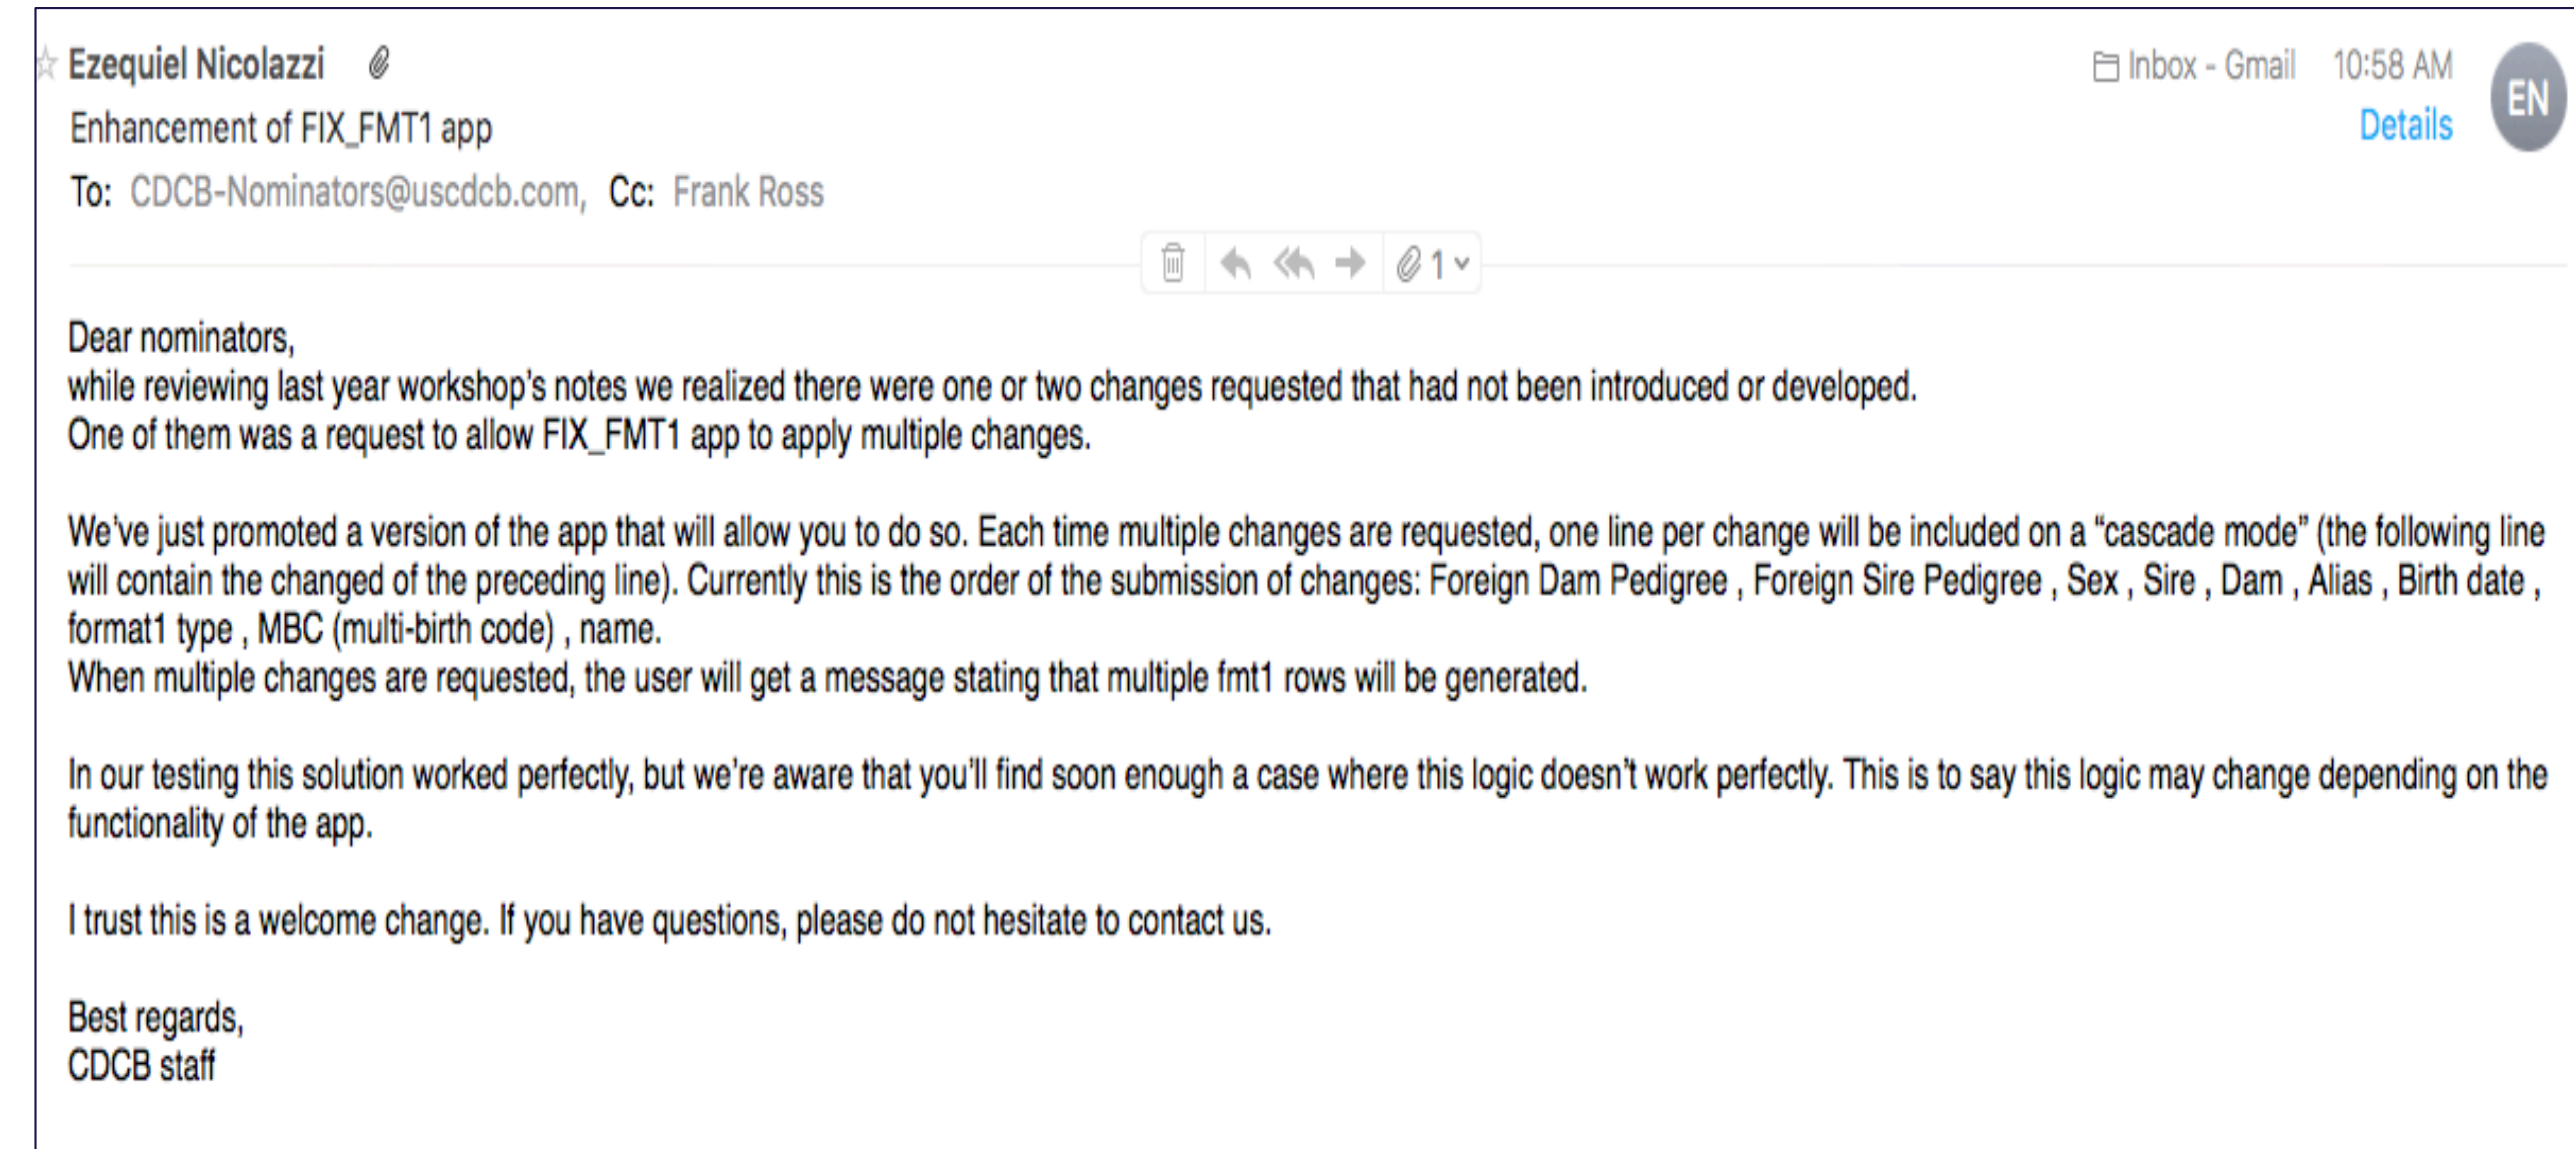 Ezequiel Nicolazzi
Inbox - Gmail 10:58 AM
EN
Enhancement of FIX_FMT1 app
Details
To: CDCB-Nominators@uscdcb.com, Cc: Frank Ross
1
Dear nominators,
while reviewing last year workshop’s notes we realized there were one or two changes requested that had not been introduced or developed.
One of them was a request to allow FIX_FMT1 app to apply multiple changes.
We’ve just promoted a version of the app that will allow you to do so. Each time multiple changes are requested, one line per change will be included on a “cascade mode” (the following line
will contain the changed of the preceding line). Currently this is the order of the submission of changes: Foreign Dam Pedigree , Foreign Sire Pedigree , Sex , Sire , Dam , Alias , Birth date ,
format1 type , MBC (multi-birth code) , name.
When multiple changes are requested, the user will get a message stating that multiple fmt1 rows will be generated.
In our testing this solution worked perfectly, but we’re aware that you’ll find soon enough a case where this logic doesn’t work perfectly. This is to say this logic may change depending on the
functionality of the app.
I trust this is a welcome change. If you have questions, please do not hesitate to contact us.
Best regards,
CDCB staff